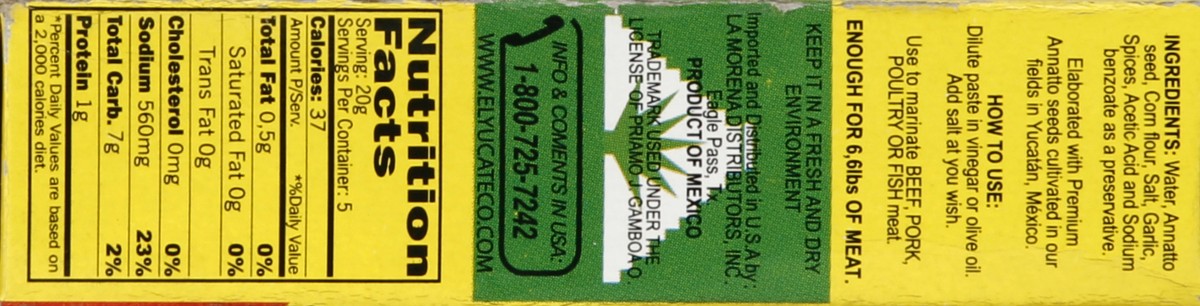 INGREDIENTS: Water, Annatto
seed, Corn flour, Salt, Garlic,
Spices, Acetic Acid and Sodium
benzoate as a preservative.
Elaborated with Premium
Annatto seeds cultivated in our
fields in Yucatán, México.
HOW TO USE:
Dilute paste in vinegar or olive oil.
Add salt at you wish.
Use to marinate BEEF, PORK,
POULTRY OR FISH meat.
ENOUGH FOR 6,6lbs OF MEAT.
KEEP IT IN A FRESH AND DRY
ENVIRONMENT
Imported and Distributed in U.S.A by:
LA MORENA DISTRIBUTORS, INC.
Eagle Pass, Tx.
PRODUCT OF MEXICO
TRADEMARK USED UNDER THE
LICENSE OF PRIAMO J. GAMBOA O.
INFO & COMENTS IN USA:
1-800-725-7242
WWW.ELYUCATECO.COM
Nutrition
Facts
Serving: 20g
Servings Per Container: 5
Calories: 37
Amount P/Serv. *%Daily Value
Total Fat 0,5g 0%
Saturated Fat 0g 0%
Trans Fat 0g
Cholesterol 0mg 0%
Sodium 560mg 23%
Total Carb. 7g 2%
Protein 1g
*Percent Daily Values are based on
a 2,000 calories diet.